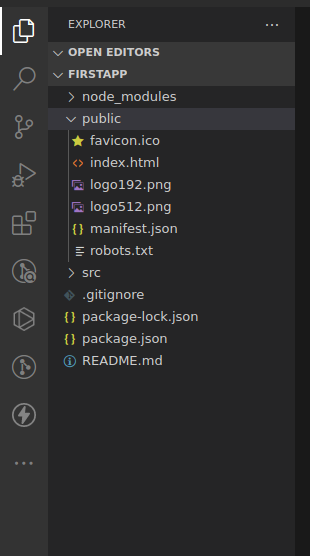 EXPLORER
OPEN EDITORS
FIRSTAPP
node_modules
public
favicon.ico
index.html
logo192.png
logo512.png
manifest.json
robots.txt
src
.gitignore
package-lock.json
package.json
README.md